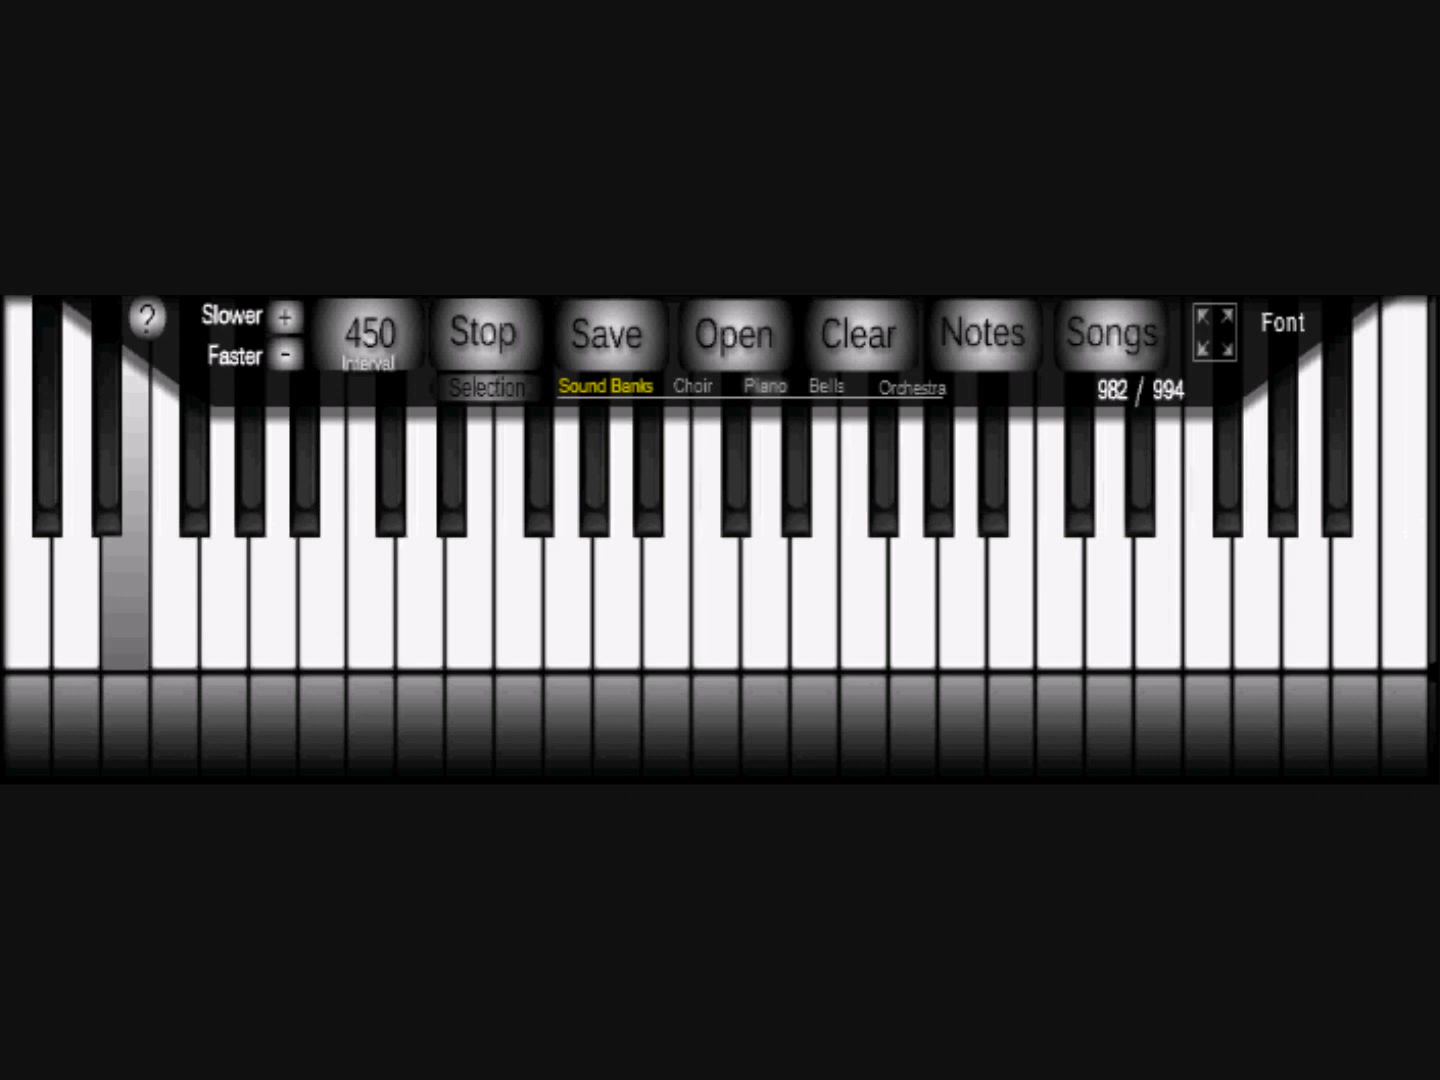 ? Slower + 450 Stop Save Open Clear Notes Songs Font
Faster - Interval
Selection Sound Banks Choir Piano Bells Orchestra 982 / 994